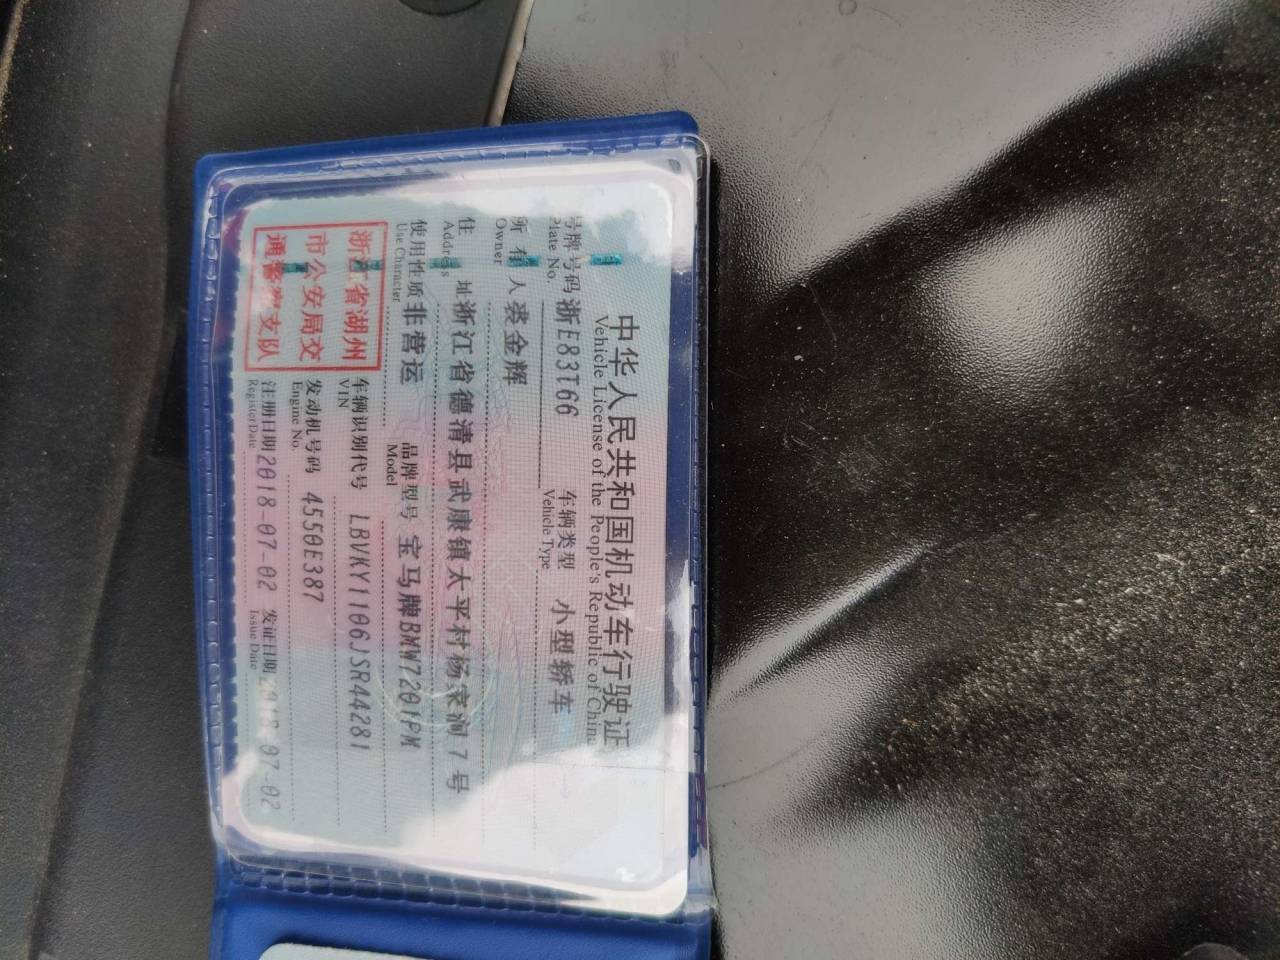 中华人民共和国机动车行驶证
Vehicle License of the People's Republic of China
号牌号码 浙E83T66 车辆类型 小型轿车
Plate No. Vehicle Type
所有人 裘金辉
Owner
住址 浙江省德清县武康镇太平村杨家涧7号
Address
使用性质 非营运 品牌型号 宝马牌BMW7201PM
Use Character Model
浙江省湖州
市公安局交
通警察支队
车辆识别代号 LBVKY1106JSR44281
VIN
发动机号码 4550E387
Engine No.
注册日期 2018-07-02 发证日期 2018-07-02
Register Date Issue Date